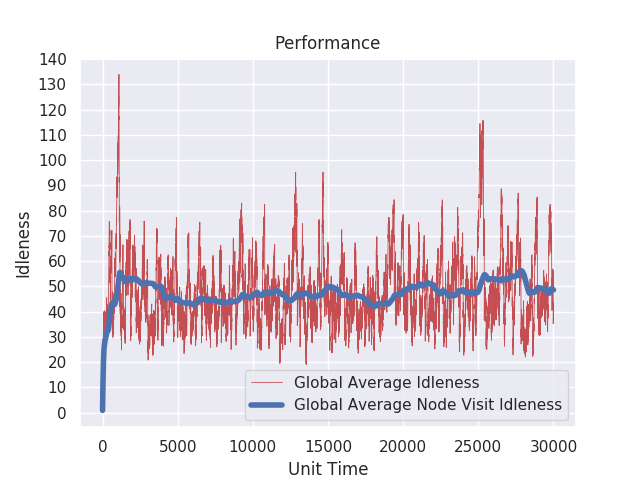 Performance
140
130
120
110
100
90
80
70
60
50
40
30
20
10
0
Idleness
Global Average Idleness
Global Average Node Visit Idleness
0 5000 10000 15000 20000 25000 30000
Unit Time